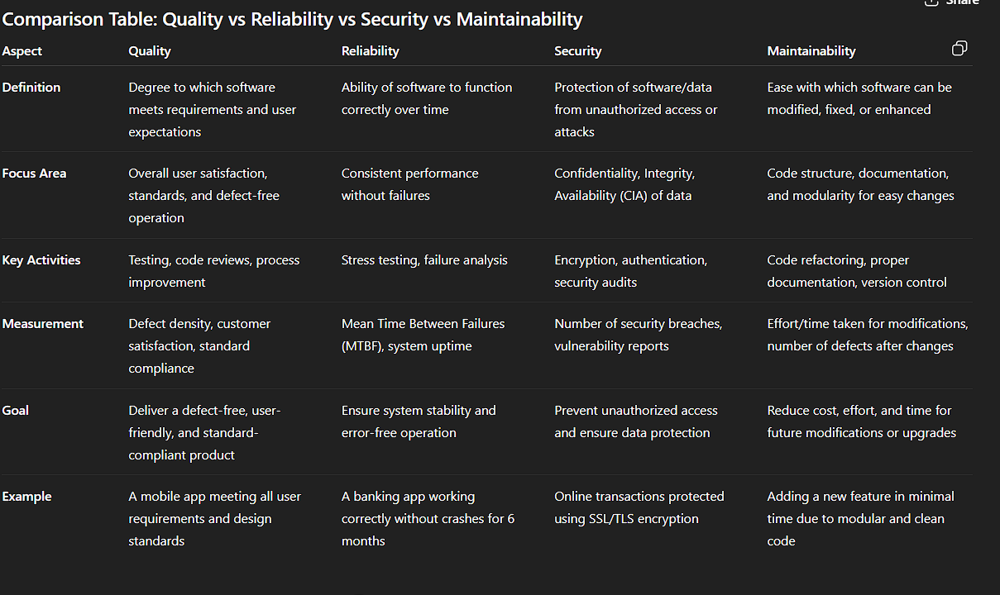 Share
Comparison Table: Quality vs Reliability vs Security vs Maintainability
Aspect Quality Reliability Security Maintainability
Definition Degree to which software Ability of software to function Protection of software/data Ease with which software can be
meets requirements and user correctly over time from unauthorized access or modified, fixed, or enhanced
expectations attacks
Focus Area Overall user satisfaction, Consistent performance Confidentiality, Integrity, Code structure, documentation,
standards, and defect-free without failures Availability (CIA) of data and modularity for easy changes
operation
Key Activities Testing, code reviews, process Stress testing, failure analysis Encryption, authentication, Code refactoring, proper
improvement security audits documentation, version control
Measurement Defect density, customer Mean Time Between Failures Number of security breaches, Effort/time taken for modifications,
satisfaction, standard (MTBF), system uptime vulnerability reports number of defects after changes
compliance
Goal Deliver a defect-free, user- Ensure system stability and Prevent unauthorized access Reduce cost, effort, and time for
friendly, and standard- error-free operation and ensure data protection future modifications or upgrades
compliant product
Example A mobile app meeting all user A banking app working Online transactions protected Adding a new feature in minimal
requirements and design correctly without crashes for 6 using SSL/TLS encryption time due to modular and clean
standards months code